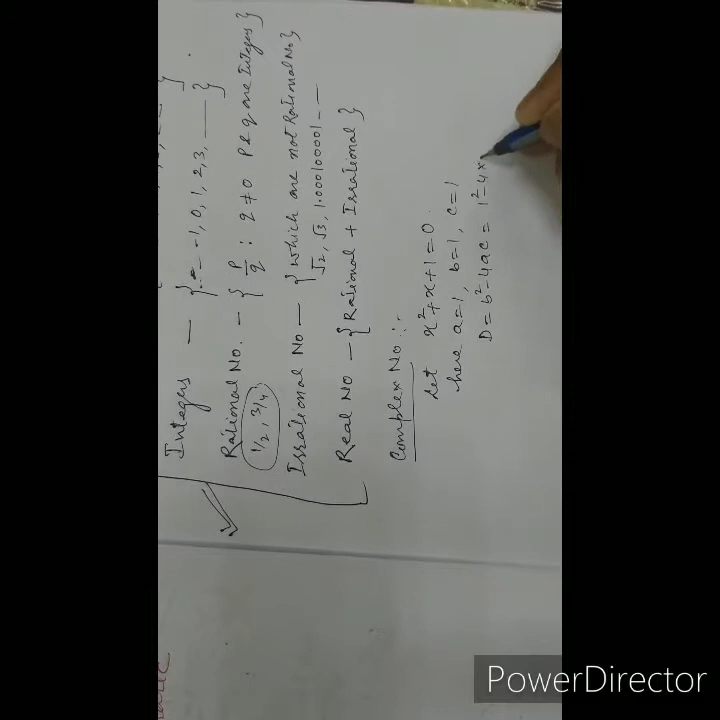 Integers — {... -1, 0, 1, 2, 3, — }
Rational No. — { p/q : q ≠ 0 p & q are Integers }
1/2, 3/4
Irrational No — { which are not Rational No }
√2, √3, 1.000100001 - -
Real No — { Rational + Irrational }
Complex No :-
Let x² + x + 1 = 0.
here a = 1, b = 1, c = 1
D = b² - 4ac = 1² - 4×
PowerDirector